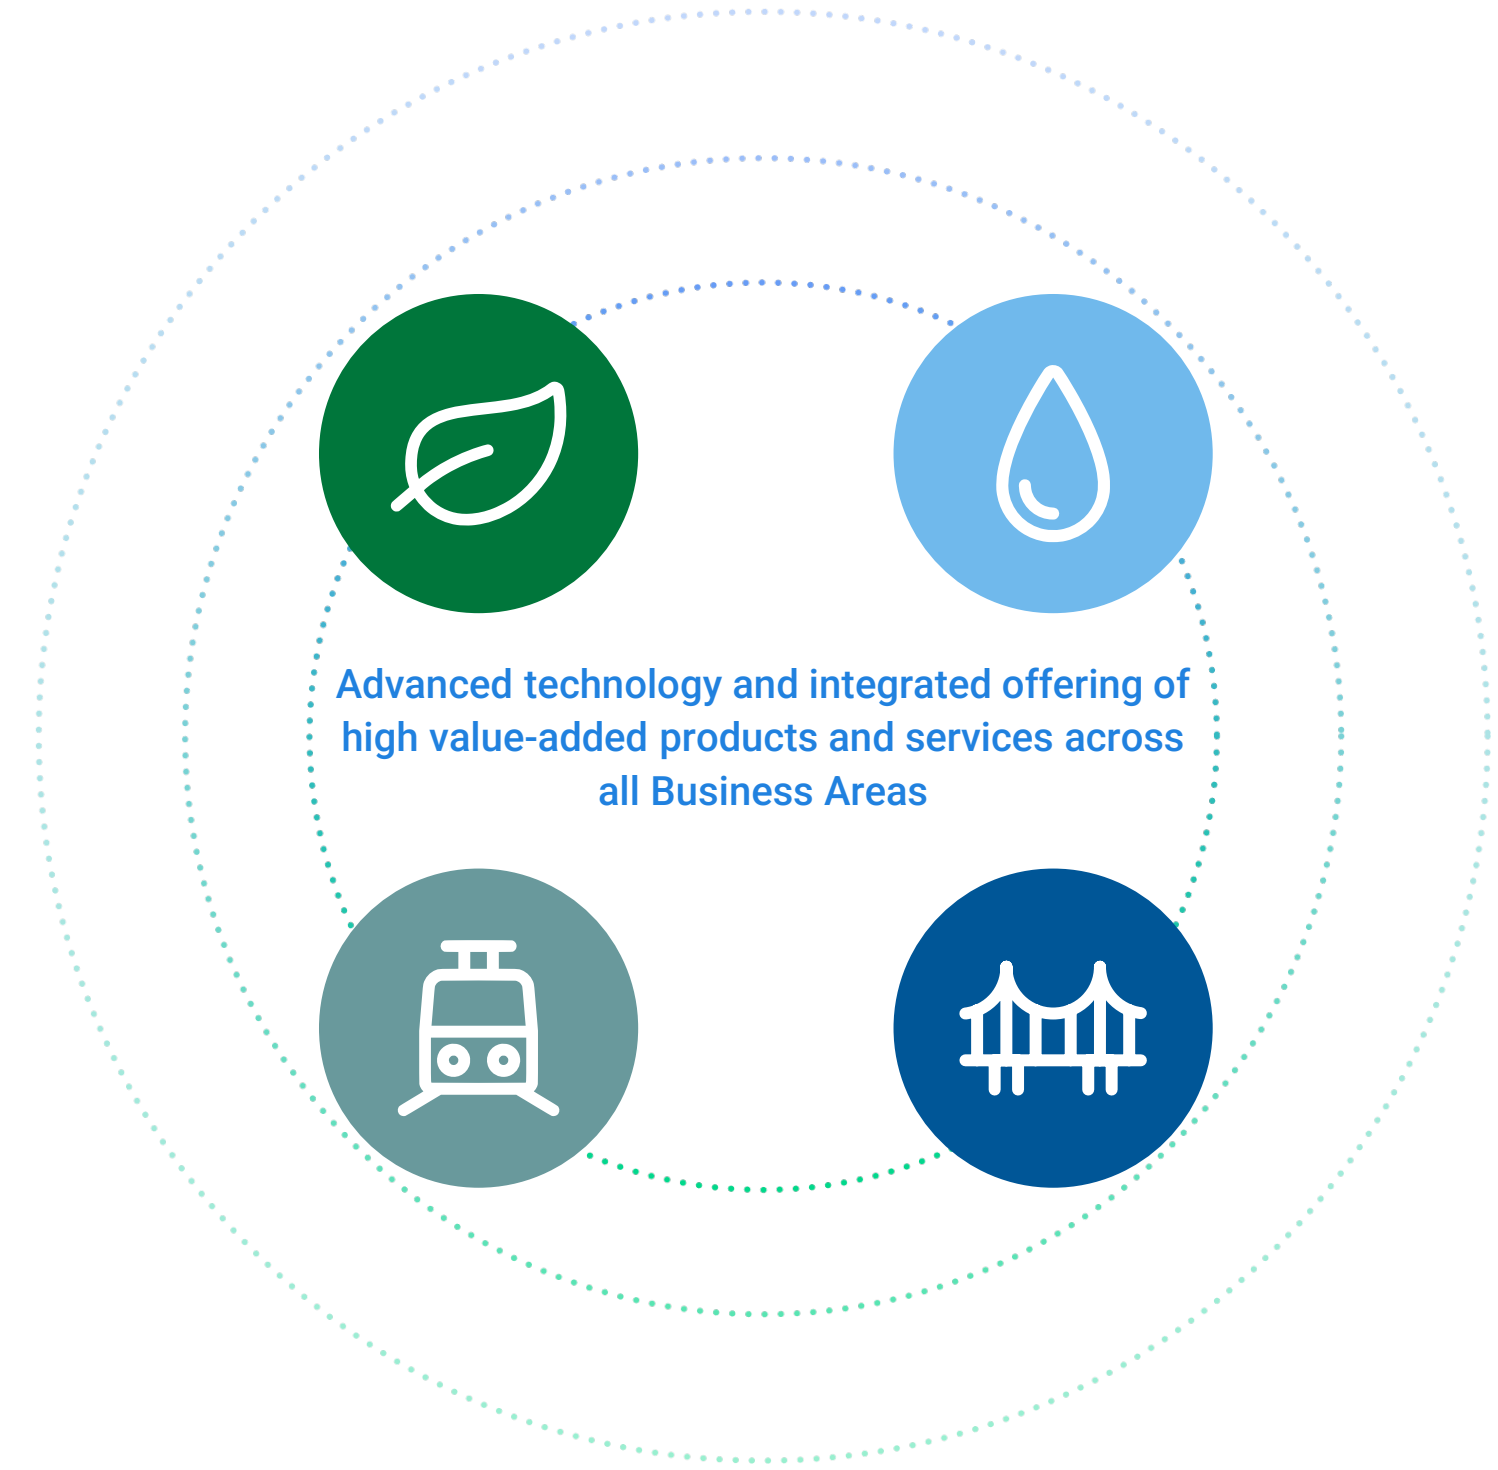 Advanced technology and integrated offering of
high value-added products and services across
all Business Areas